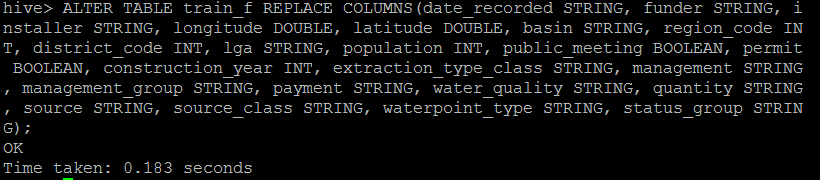 hive> ALTER TABLE train_f REPLACE COLUMNS(date_recorded STRING, funder STRING, i
nstaller STRING, longitude DOUBLE, latitude DOUBLE, basin STRING, region_code IN
T, district_code INT, lga STRING, population INT, public_meeting BOOLEAN, permit
 BOOLEAN, construction_year INT, extraction_type_class STRING, management STRING
, management_group STRING, payment STRING, water_quality STRING, quantity STRING
, source STRING, source_class STRING, waterpoint_type STRING, status_group STRIN
G);
OK
Time taken: 0.183 seconds